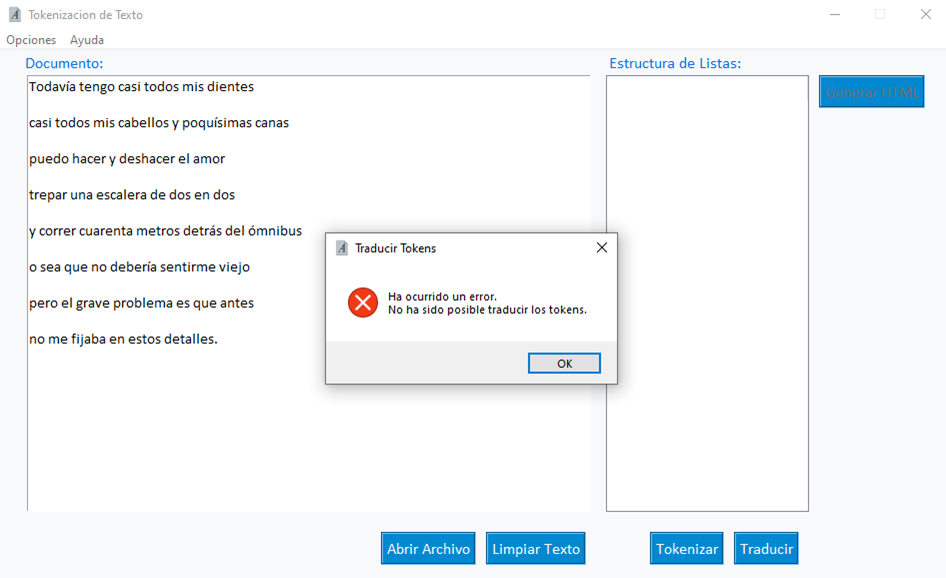 Tokenizacion de Texto
Opciones Ayuda
Documento:
Todavía tengo casi todos mis dientes
casi todos mis cabellos y poquísimas canas
puedo hacer y deshacer el amor
trepar una escalera de dos en dos
y correr cuarenta metros detrás del ómnibus
o sea que no debería sentirme viejo
pero el grave problema es que antes
no me fijaba en estos detalles.
Estructura de Listas:
Generar HTML
Traducir Tokens
Ha ocurrido un error.
No ha sido posible traducir los tokens.
OK
Abrir Archivo
Limpiar Texto
Tokenizar
Traducir